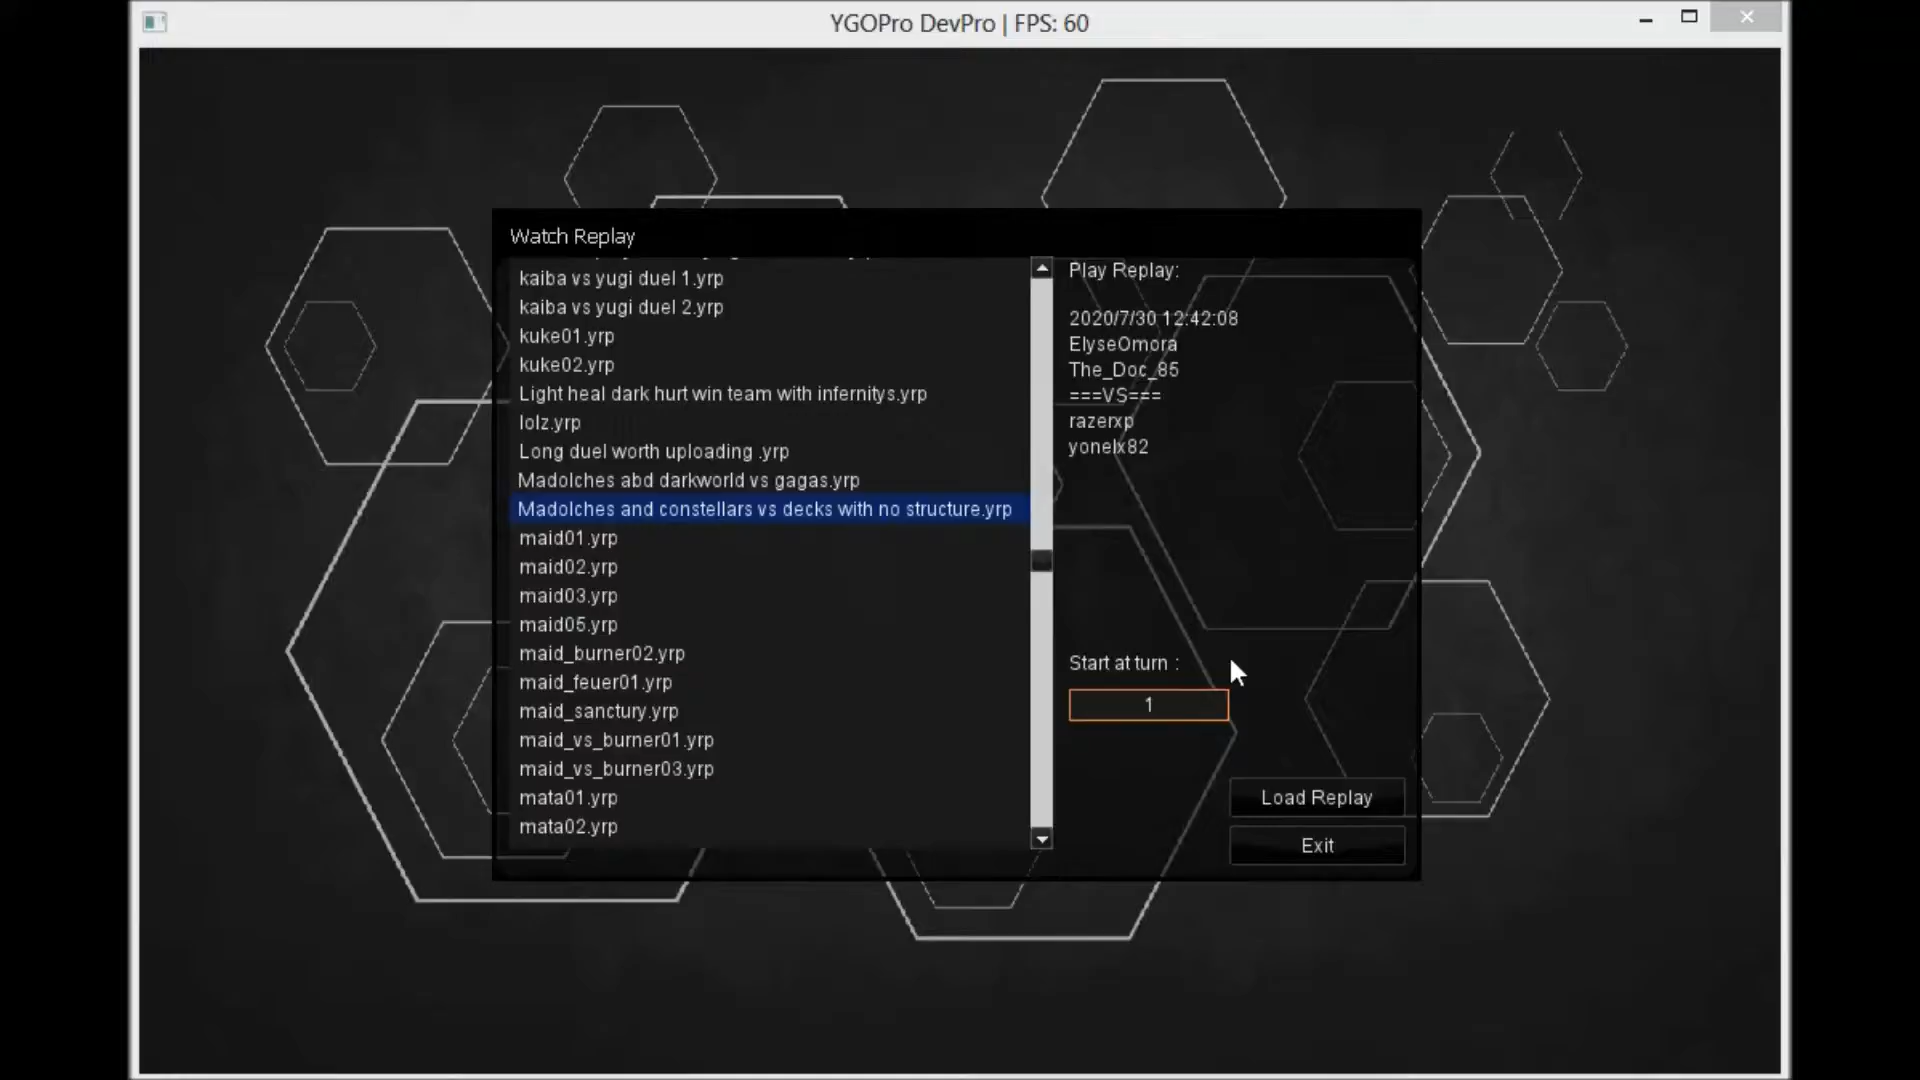 YGOPro DevPro | FPS: 60
Watch Replay
kaiba vs yugi duel 1.yrp
kaiba vs yugi duel 2.yrp
kuke01.yrp
kuke02.yrp
Light heal dark hurt win team with infernitys.yrp
lolz.yrp
Long duel worth uploading .yrp
Madolches abd darkworld vs gagas.yrp
Madolches and constellars vs decks with no structure.yrp
maid01.yrp
maid02.yrp
maid03.yrp
maid05.yrp
maid_burner02.yrp
maid_feuer01.yrp
maid_sanctury.yrp
maid_vs_burner01.yrp
maid_vs_burner03.yrp
mata01.yrp
mata02.yrp
Play Replay:
2020/7/30 12:42:08
ElyseOmora
The_Doc_85
===VS===
razerxp
yonelx82
Start at turn :
1
Load Replay
Exit